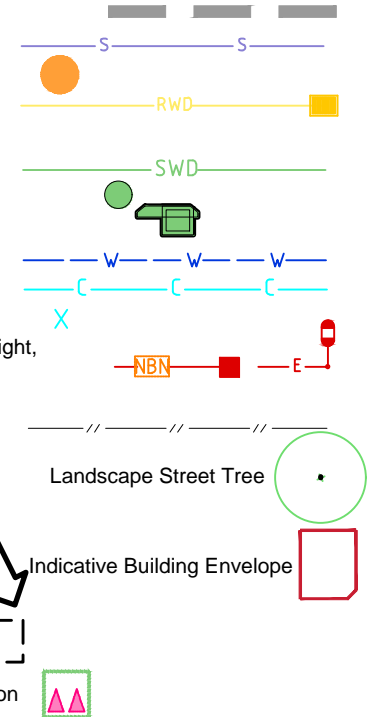 S S
RWD
SWD
W W W
C C C
X
ight,
NBN E
// // //
Landscape Street Tree
Indicative Building Envelope
on